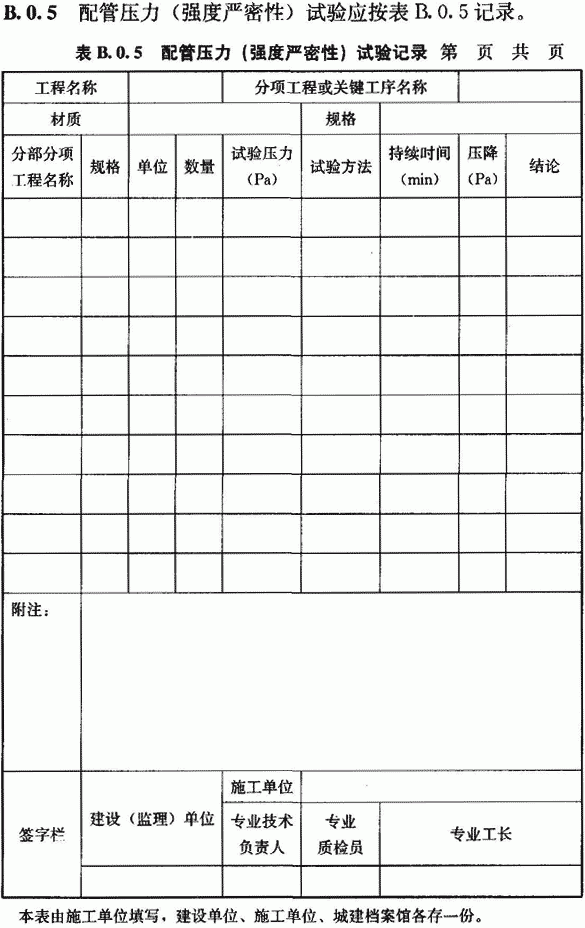 B.0.5 配管压力（强度严密性）试验应按表 B.0.5 记录。
表 B.0.5 配管压力（强度严密性）试验记录 第 页 共 页
工程名称 分项工程或关键工序名称
材质 规格
分部分项
工程名称
规格
单位
数量
试验压力
（Pa）
试验方法
持续时间
（min）
压降
（Pa）
结论
附注：
签字栏
建设（监理）单位
施工单位
专业技术
负责人
专业
质检员
专业工长
本表由施工单位填写，建设单位、施工单位、城建档案馆各存一份。